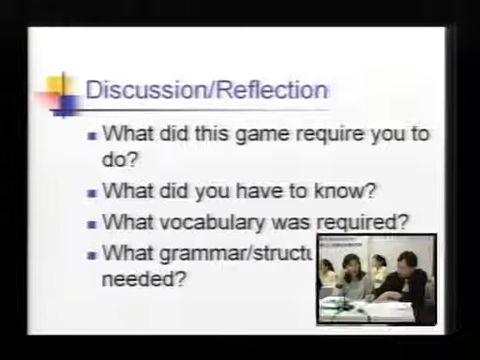 Discussion/Reflection
What did this game require you to
do?
What did you have to know?
What vocabulary was required?
What grammar/struct
needed?